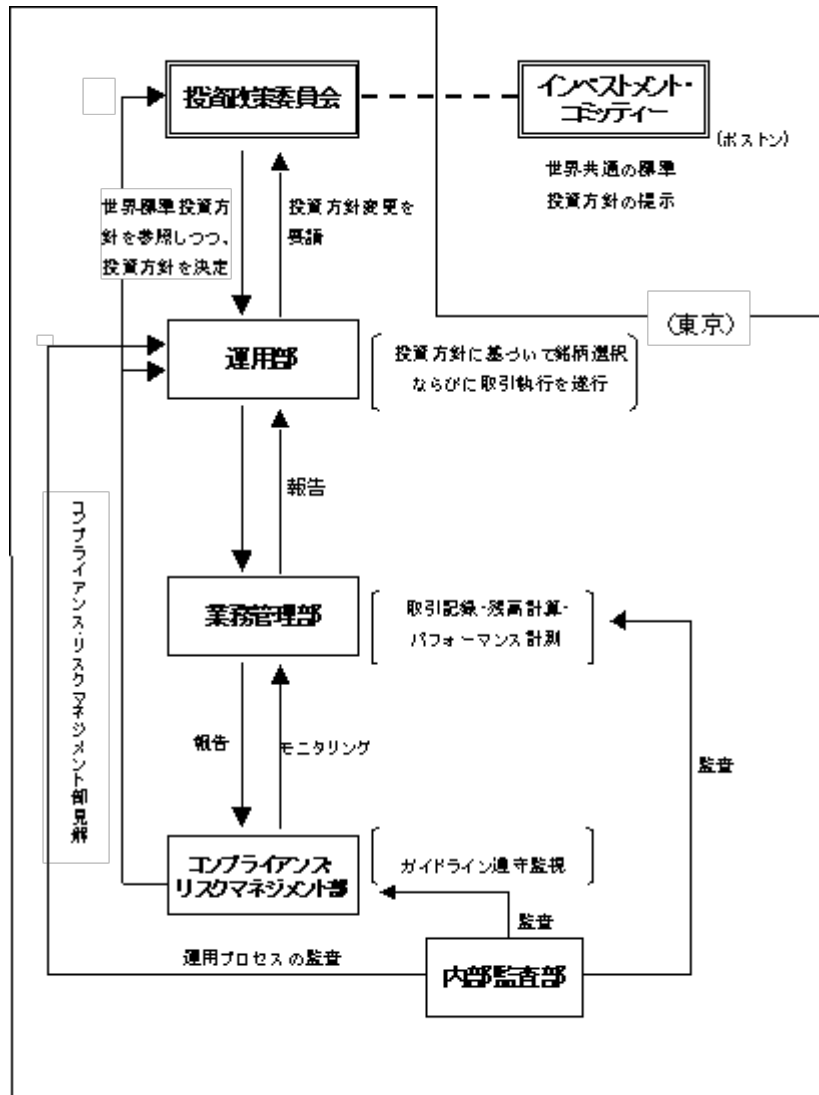 投資政策委員会
インベストメント・
コミッティー
(ボストン)
世界共通の標準
投資方針の提示
世界標準投資方
針を参照しつつ、
投資方針を決定
投資方針変更を
要請
(東京)
運用部
投資方針に基づいて銘柄選択
ならびに取引執行を遂行
報告
コンプライアンス・リスクマネジメント部見解
業務管理部
取引記録・残高計算・
パフォーマンス計測
報告
モニタリング
監査
コンプライアンス・
リスクマネジメント部
ガイドライン遵守監視
監査
運用プロセスの監査
内部監査部